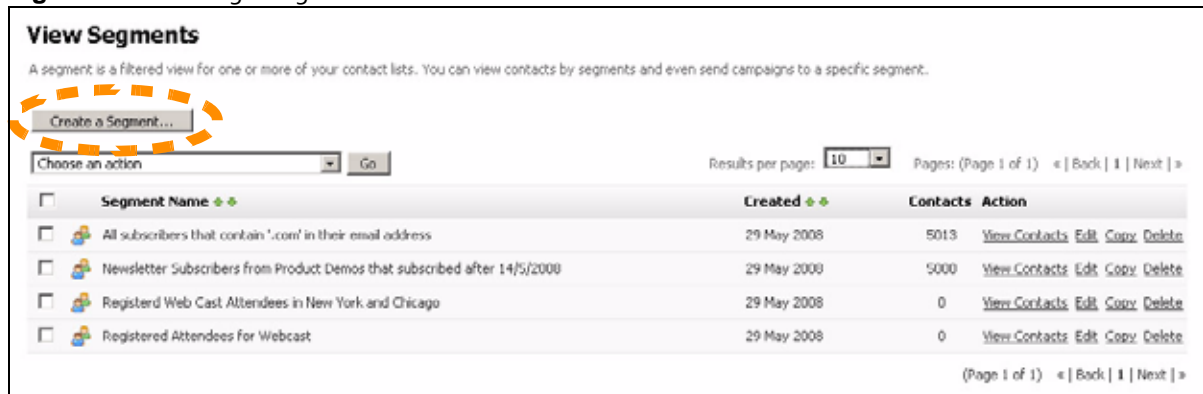 View Segments
A segment is a filtered view for one or more of your contact lists. You can view contacts by segments and even send campaigns to a specific segment.
Create a Segment...
Choose an action Go Results per page: 10 Pages: (Page 1 of 1) « | Back | 1 | Next | »
Segment Name Created Contacts Action
All subscribers that contain '.com' in their email address 29 May 2008 5013 View Contacts Edit Copy Delete
Newsletter Subscribers from Product Demos that subscribed after 14/5/2008 29 May 2008 5000 View Contacts Edit Copy Delete
Registerd Web Cast Attendees in New York and Chicago 29 May 2008 0 View Contacts Edit Copy Delete
Registered Attendees for Webcast 29 May 2008 0 View Contacts Edit Copy Delete
(Page 1 of 1) « | Back | 1 | Next | »